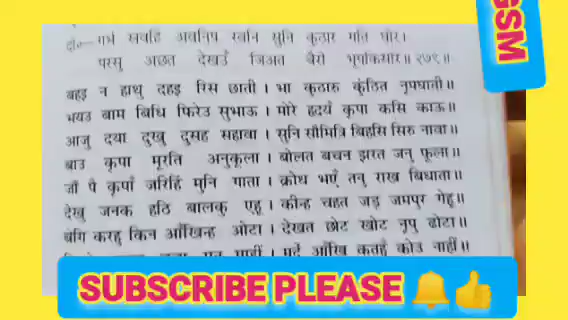 दो०— गर्भ स्रवहिं अवनिप रवनि सुनि कुठार गति घोर।
परसु अछत देखउँ जिअत बैरी भूपकिसोर॥ २७९॥
बहइ न हाथु दहइ रिस छाती। भा कुठारु कुंठित नृपघाती॥
भयउ बाम बिधि फिरेउ सुभाऊ। मोरे हृदयँ कृपा कसि काऊ॥
आजु दया दुखु दुसह सहावा। सुनि सौमित्रि बिहसि सिरु नावा॥
बाउ कृपा मूरति अनुकूला। बोलत बचन झरत जनु फूला॥
जौं पै कृपाँ जरिहिं मुनि गाता। क्रोध भएँ तनु राख बिधाता॥
देखु जनक हठि बालकु एहू। कीन्ह चहत जड़ जमपुर गेहू॥
बेगि करहु किन आँखिन्ह ओटा। देखत छोट खोट नृपु ढोटा॥
माहीं। मूदें आँखि कतहुँ कोउ नाहीं॥
GSM
SUBSCRIBE PLEASE